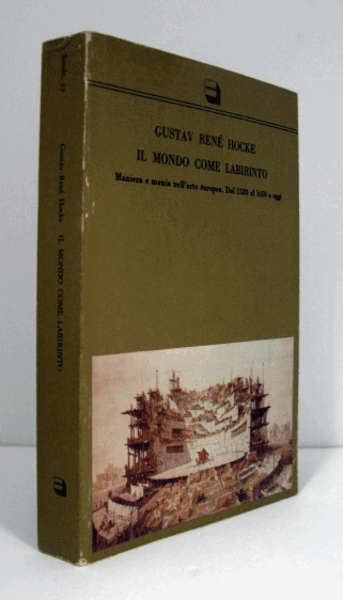 GUSTAV RENÉ HOCKE
IL MONDO COME LABIRINTO
Maniera e mania nell'arte europea. Dal 1520 al 1650 e oggi
Gustav René Hocke IL MONDO COME LABIRINTO